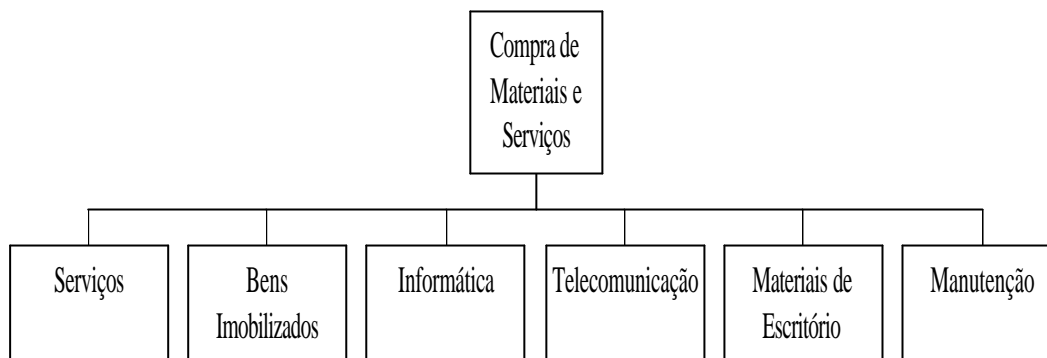 Compra de
Materiais e
Serviços
Serviços
Bens
Imobilizados
Informática
Telecomunicação
Materiais de
Escritório
Manutenção